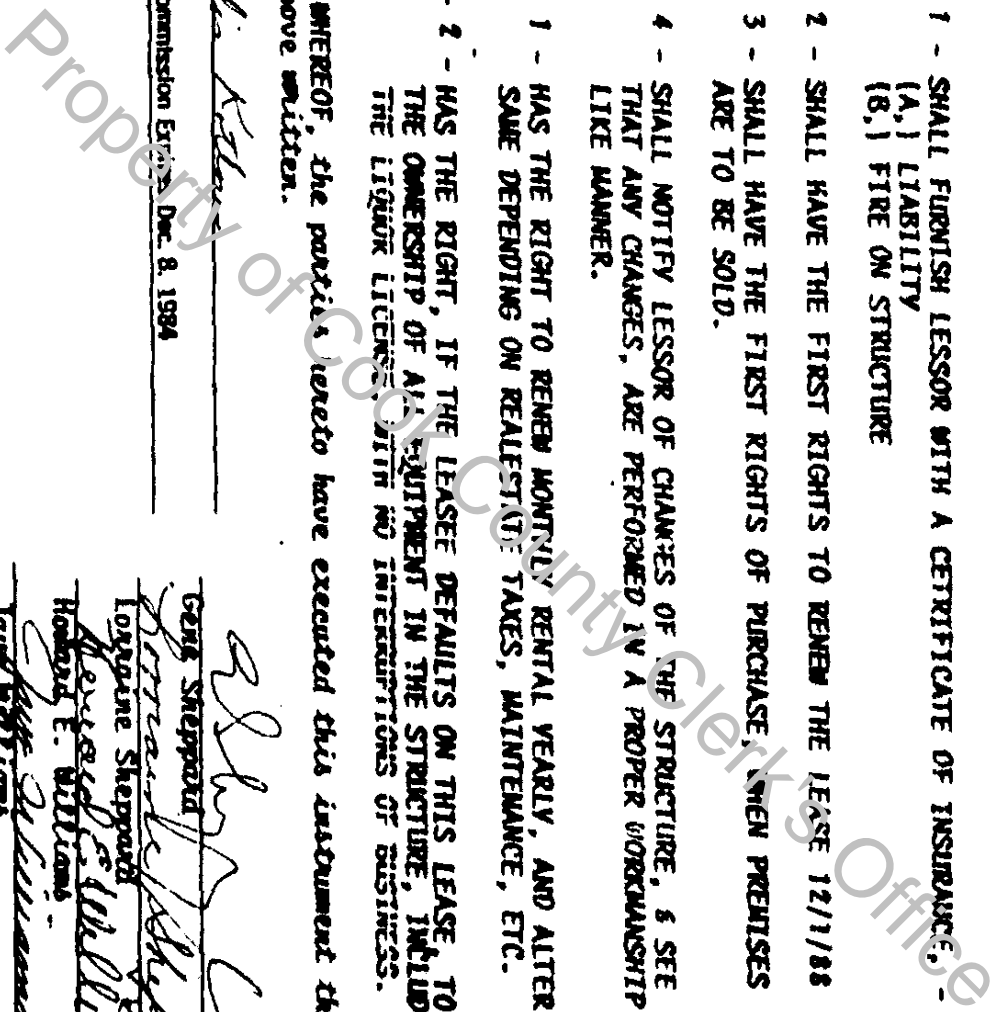 1 - SHALL FURNISH LESSOR WITH A CETRIFICATE OF INSURANCE, -
(A,) LIABILITY
(B,) FIRE ON STRUCTURE
2 - SHALL HAVE THE FIRST RIGHTS TO RENEW THE LEASE 12/1/88
3 - SHALL HAVE THE FIRST RIGHTS OF PURCHASE, WHEN PREMISES
ARE TO BE SOLD.
4 - SHALL NOTIFY LESSOR OF CHANGES OF THE STRUCTURE, & SEE
THAT ANY CHANGES, ARE PERFORMED IN A PROPER WORKMANSHIP
LIKE MANNER.
1 - HAS THE RIGHT TO RENEW MONTHLY RENTAL YEARLY, AND ALTER
SAME DEPENDING ON REALESTATE TAXES, MAINTENANCE, ETC.
- 2 - HAS THE RIGHT, IF THE LEASEE DEFAULTS ON THIS LEASE, TO
THE OWNERSHIP OF ALL EQUIPMENT IN THE STRUCTURE, INCLUD
THE LIQUOR LICENSE, WITH NO INTERRUPTIONS OF BUSINESS.
WHEREOF, the parties hereto have executed this instrument th
ove written.
ommission Expires Dec. 8, 1984
Gene Sheppard
Lorraine Sheppard
Howard E. Williams
Property of Cook County Clerk's Office